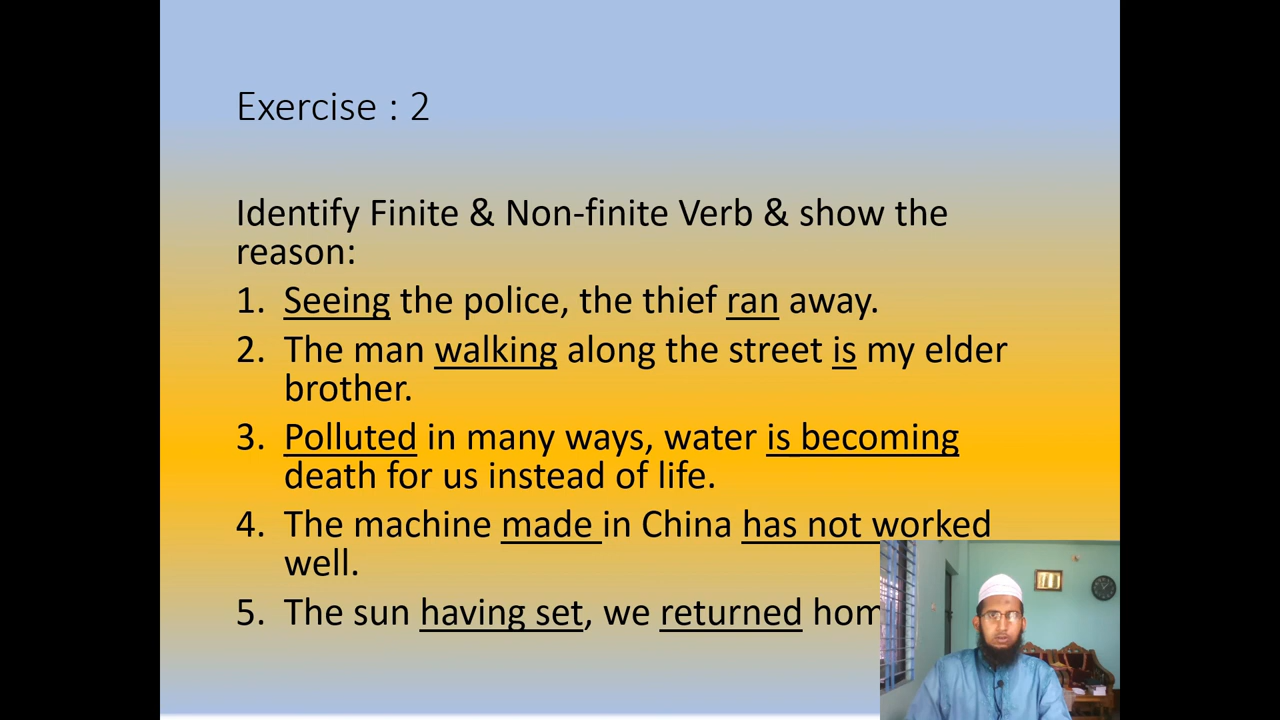 Exercise : 2
Identify Finite & Non-finite Verb & show the
reason:
1. Seeing the police, the thief ran away.
2. The man walking along the street is my elder
brother.
3. Polluted in many ways, water is becoming
death for us instead of life.
4. The machine made in China has not worked
well.
5. The sun having set, we returned